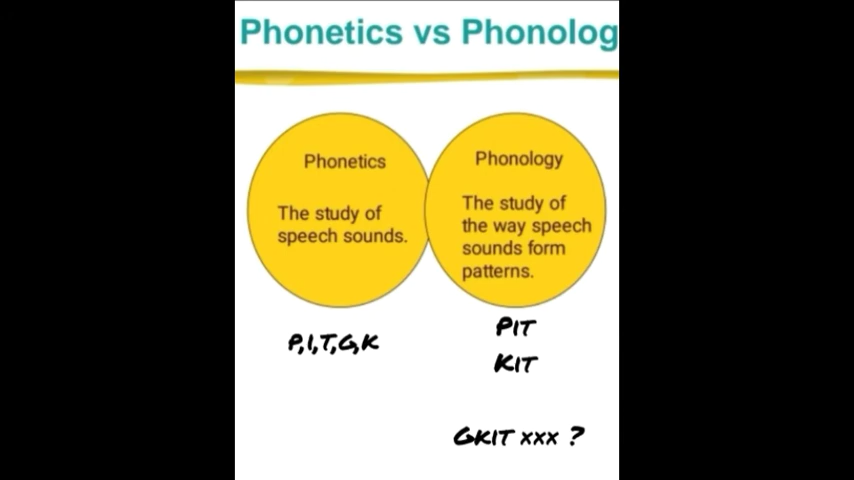 Phonetics vs Phonolog
Phonetics
The study of
speech sounds.
Phonology
The study of
the way speech
sounds form
patterns.
P,I,T,G,K
PIT
KIT
GKIT xxx ?